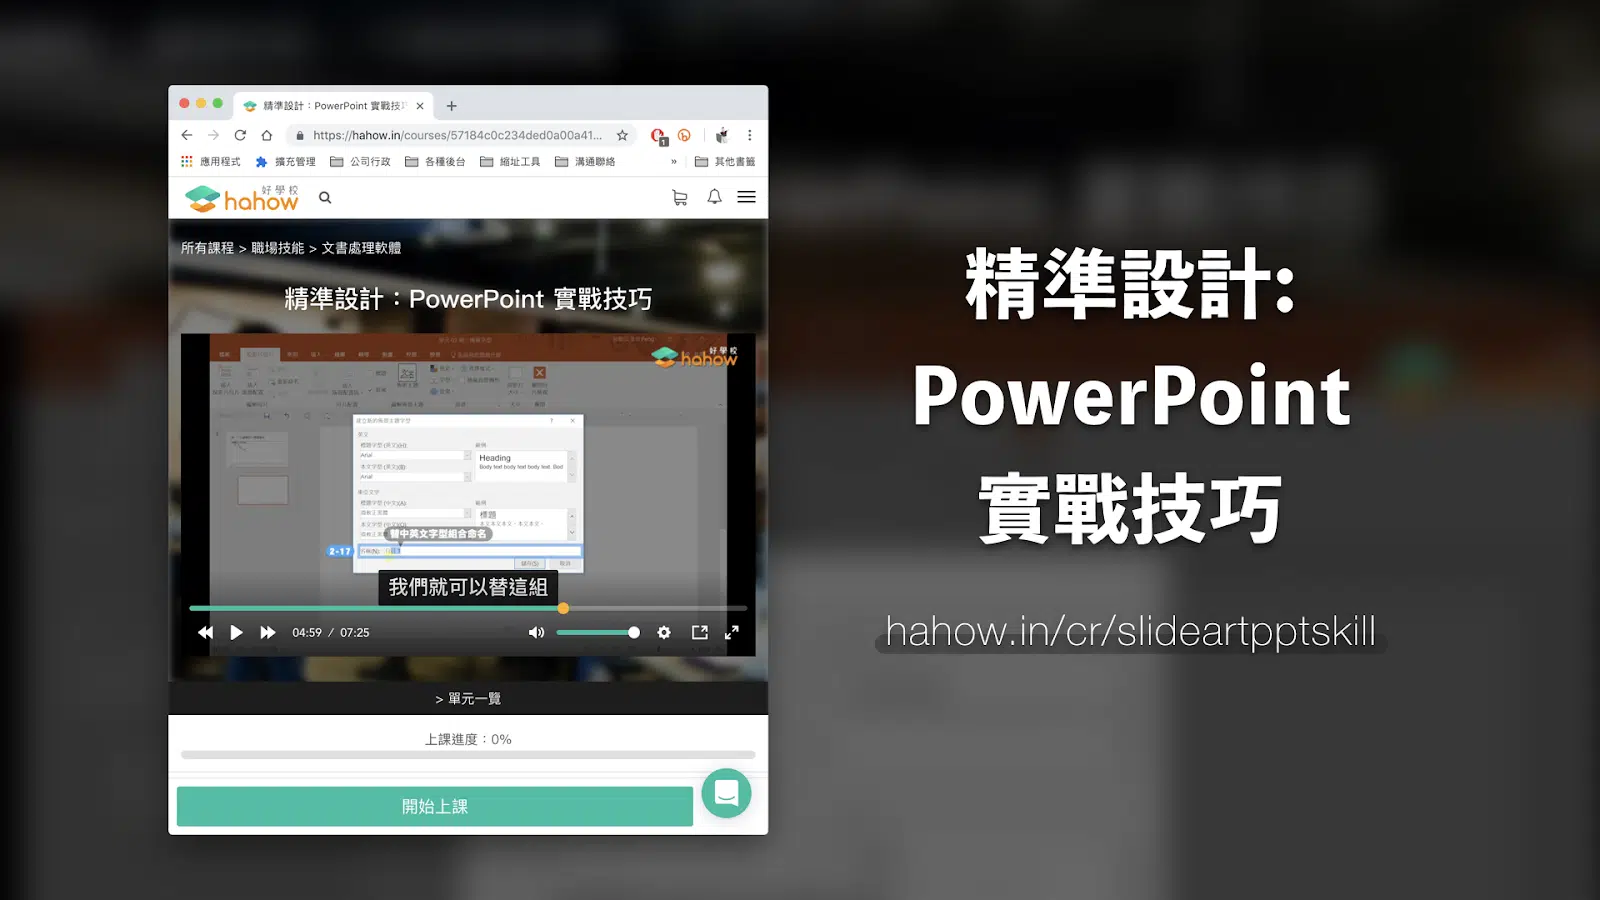 精準設計：PowerPoint 實戰技巧
https://hahow.in/courses/57184c0c234ded0a00a41...
1
應用程式 擴充管理 公司行政 各種後台 縮址工具 溝通聯絡 » 其他書籤
好學校
hahow
所有課程 > 職場技能 > 文書處理軟體
精準設計：PowerPoint 實戰技巧
好學校
hahow
Arial
Heading
Body text body text body text. Bod
Arial
標題
替中英文字型組合命名
2-17
我們就可以替這組
04:59 / 07:25
> 單元一覽
上課進度：0%
開始上課
精準設計:
PowerPoint
實戰技巧
hahow.in/cr/slideartpptskill